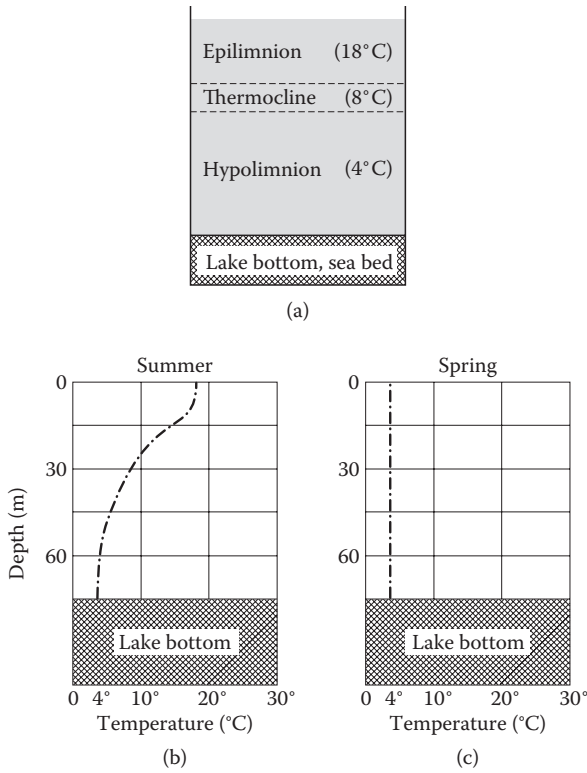 Epilimnion (18°C)
Thermocline (8°C)
Hypolimnion (4°C)
Lake bottom, sea bed
(a)
Summer
0
30
60
Depth (m)
Lake bottom
0 4° 10° 20° 30°
Temperature (°C)
(b)
Spring
0
30
60
Lake bottom
0 4° 10° 20° 30°
Temperature (°C)
(c)